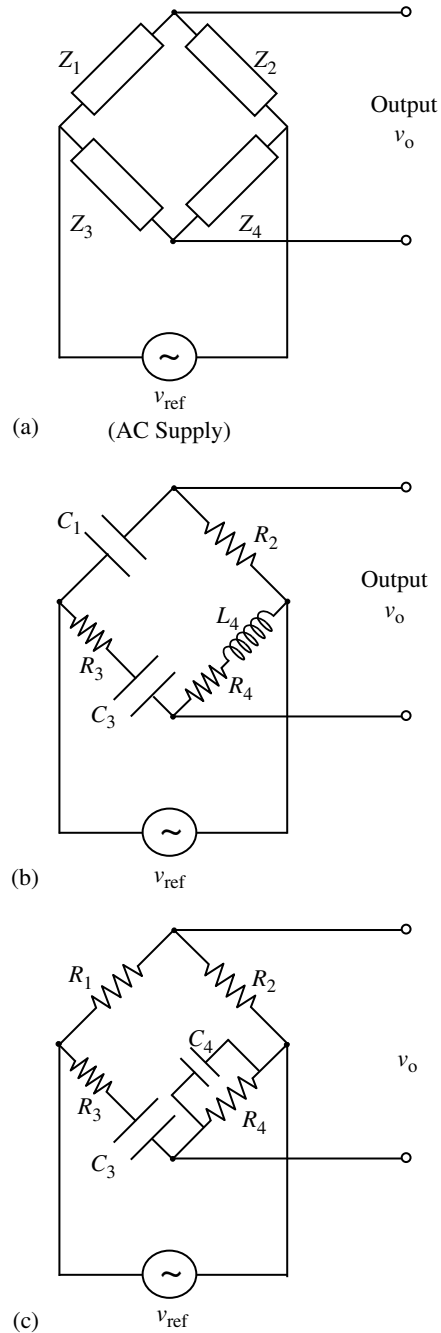 Z1
Z2
Output
vo
Z3
Z4
~
vref
(a)
(AC Supply)
C1
R2
Output
vo
L4
R3
R4
C3
~
vref
(b)
R1
R2
C4
vo
R3
R4
C3
~
vref
(c)